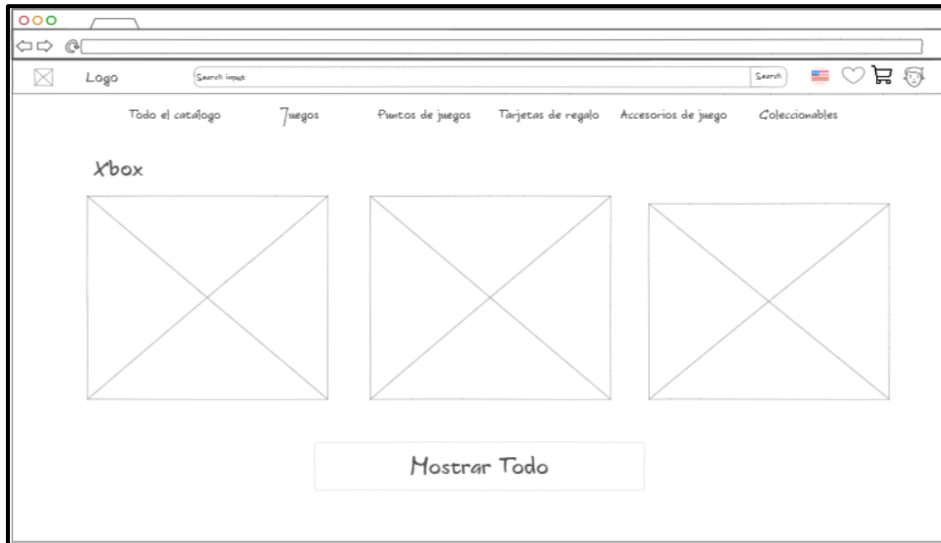 Logo
Search input
Search
Todo el catálogo Juegos Puntos de juegos Tarjetas de regalo Accesorios de juego Coleccionables
Xbox
Mostrar Todo